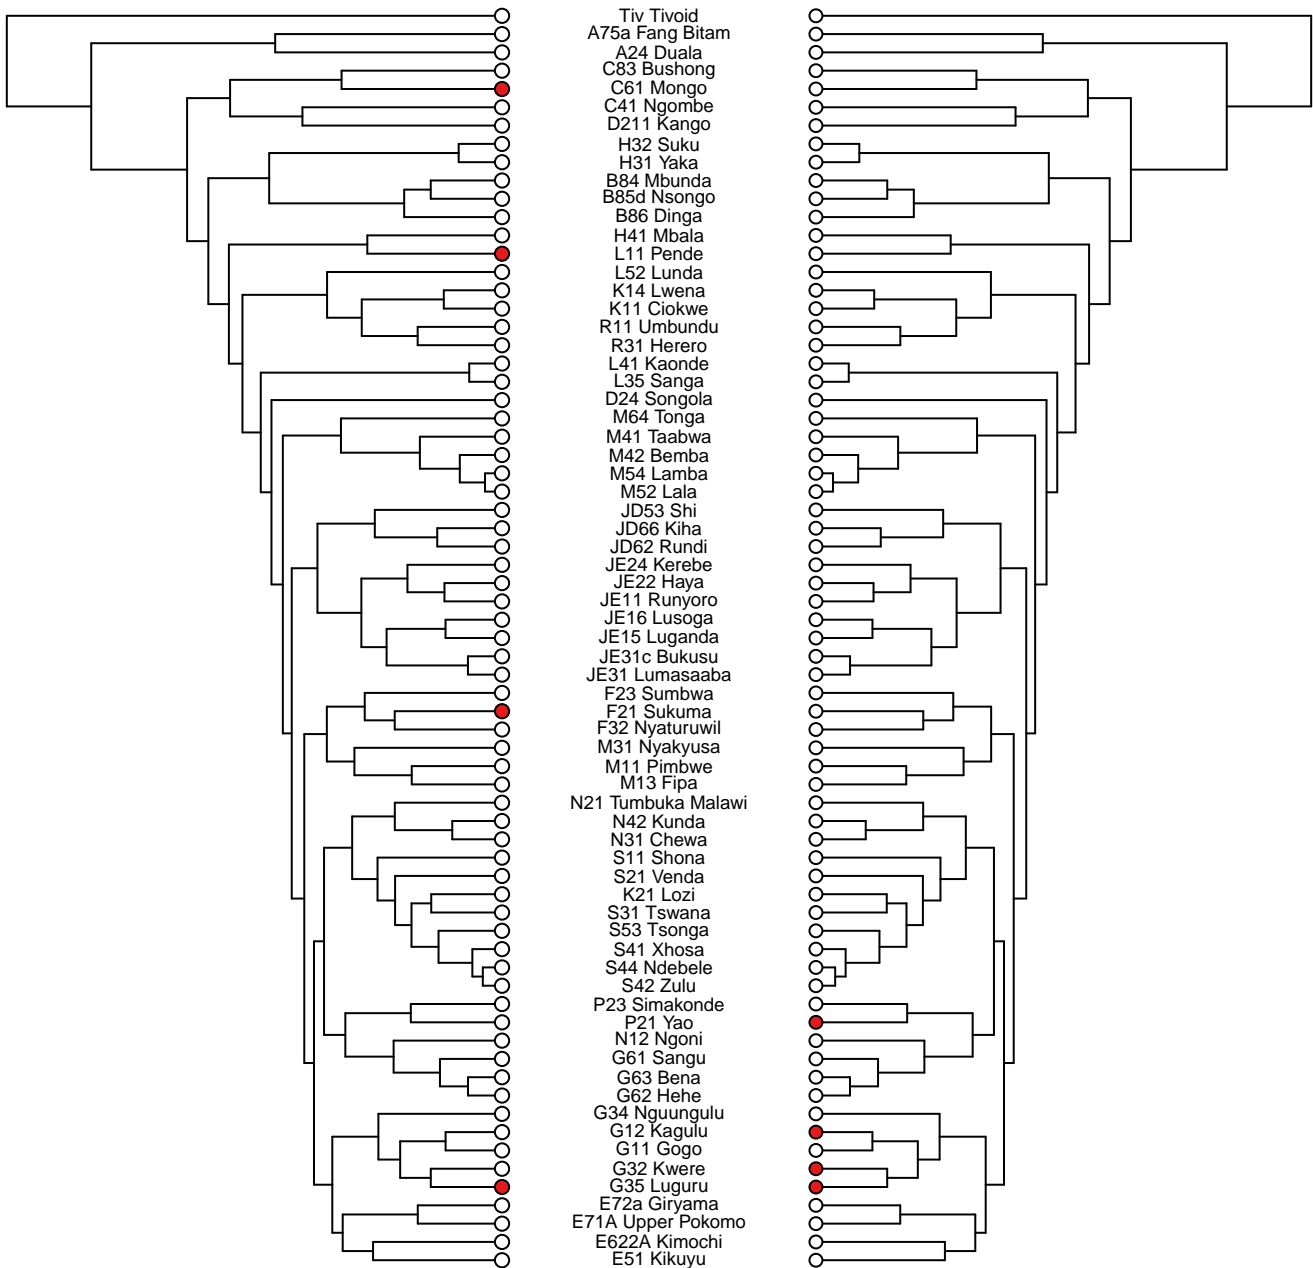 Tiv Tivoid
A75a Fang Bitam
A24 Duala
C83 Bushong
C61 Mongo
C41 Ngombe
D211 Kango
H32 Suku
H31 Yaka
B84 Mbunda
B85d Nsongo
B86 Dinga
H41 Mbala
L11 Pende
L52 Lunda
K14 Lwena
K11 Ciokwe
R11 Umbundu
R31 Herero
L41 Kaonde
L35 Sanga
D24 Songola
M64 Tonga
M41 Taabwa
M42 Bemba
M54 Lamba
M52 Lala
JD53 Shi
JD66 Kiha
JD62 Rundi
JE24 Kerebe
JE22 Haya
JE11 Runyoro
JE16 Lusoga
JE15 Luganda
JE31c Bukusu
JE31 Lumasaaba
F23 Sumbwa
F21 Sukuma
F32 Nyaturuwil
M31 Nyakyusa
M11 Pimbwe
M13 Fipa
N21 Tumbuka Malawi
N42 Kunda
N31 Chewa
S11 Shona
S21 Venda
K21 Lozi
S31 Tswana
S53 Tsonga
S41 Xhosa
S44 Ndebele
S42 Zulu
P23 Simakonde
P21 Yao
N12 Ngoni
G61 Sangu
G63 Bena
G62 Hehe
G34 Nguungulu
G12 Kagulu
G11 Gogo
G32 Kwere
G35 Luguru
E72a Giryama
E71A Upper Pokomo
E622A Kimochi
E51 Kikuyu